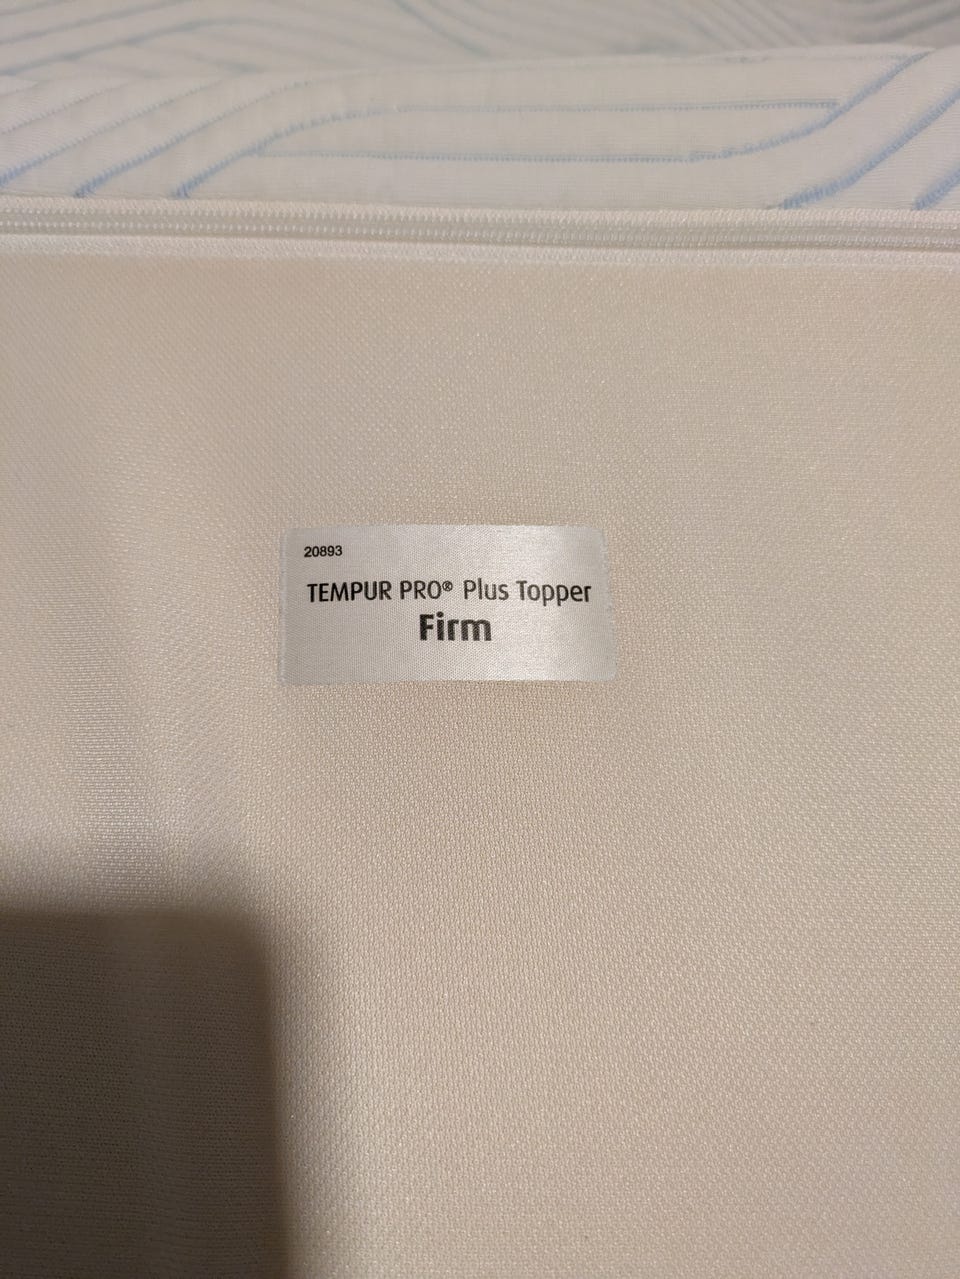 20893
TEMPUR PRO® Plus Topper
Firm